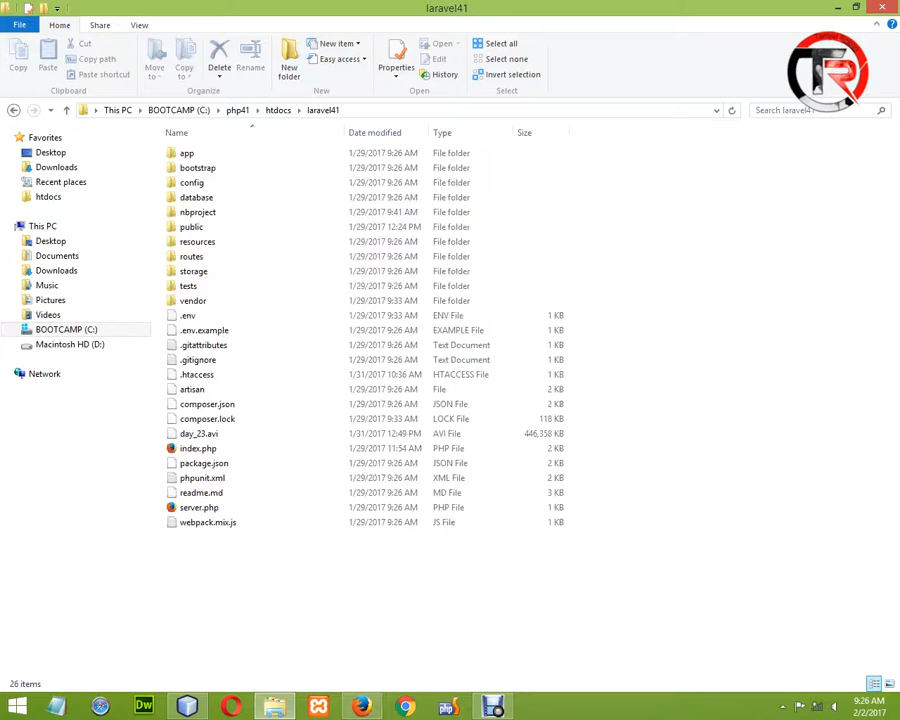 laravel41
File Home Share View
Copy Paste Cut Copy path Paste shortcut Clipboard
Move to Copy to Delete Rename Organize
New folder New item Easy access New
Properties Open Edit History Open
Select all Select none Invert selection Select
TR
This PC BOOTCAMP (C:) php41 htdocs laravel41 Search laravel41
Name Date modified Type Size
Favorites
Desktop
Downloads
Recent places
htdocs
This PC
Desktop
Documents
Downloads
Music
Pictures
Videos
BOOTCAMP (C:)
Macintosh HD (D:)
Network
app 1/29/2017 9:26 AM File folder
bootstrap 1/29/2017 9:26 AM File folder
config 1/29/2017 9:26 AM File folder
database 1/29/2017 9:26 AM File folder
nbproject 1/29/2017 9:41 AM File folder
public 1/29/2017 12:24 PM File folder
resources 1/29/2017 9:26 AM File folder
routes 1/29/2017 9:26 AM File folder
storage 1/29/2017 9:26 AM File folder
tests 1/29/2017 9:26 AM File folder
vendor 1/29/2017 9:33 AM File folder
.env 1/29/2017 9:33 AM ENV File 1 KB
.env.example 1/29/2017 9:26 AM EXAMPLE File 1 KB
.gitattributes 1/29/2017 9:26 AM Text Document 1 KB
.gitignore 1/29/2017 9:26 AM Text Document 1 KB
.htaccess 1/31/2017 10:36 AM HTACCESS File 1 KB
artisan 1/29/2017 9:26 AM File 2 KB
composer.json 1/29/2017 9:26 AM JSON File 2 KB
composer.lock 1/29/2017 9:33 AM LOCK File 118 KB
day_23.avi 1/31/2017 12:49 PM AVI File 446,358 KB
index.php 1/29/2017 11:54 AM PHP File 2 KB
package.json 1/29/2017 9:26 AM JSON File 2 KB
phpunit.xml 1/29/2017 9:26 AM XML File 2 KB
readme.md 1/29/2017 9:26 AM MD File 3 KB
server.php 1/29/2017 9:26 AM PHP File 1 KB
webpack.mix.js 1/29/2017 9:26 AM JS File 1 KB
26 items
Dw
php
9:26 AM
2/2/2017